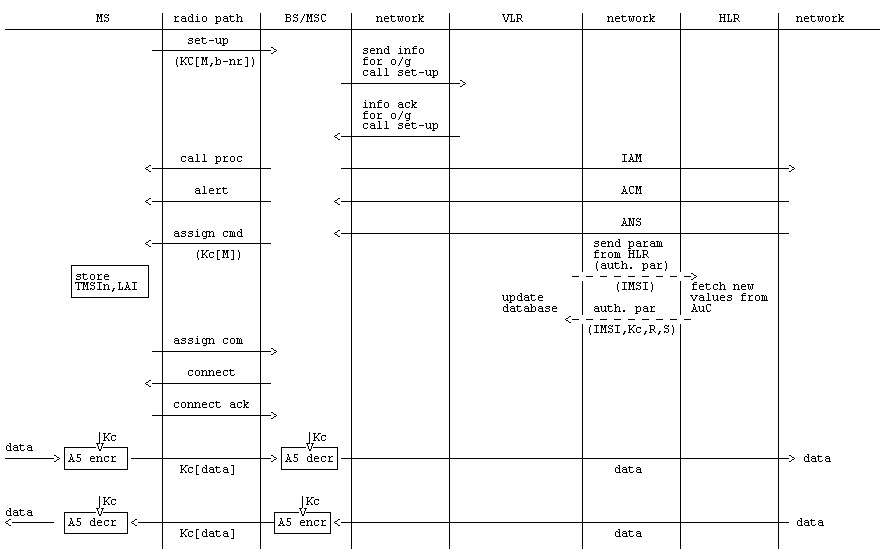 MS radio path BS/MSC network VLR network HLR network
set-up
(KC[M,b-nr])
send info
for o/g
call set-up
info ack
for o/g
call set-up
call proc IAM
alert ACM
ANS
assign cmd
(Kc[M])
send param
from HLR
(auth. par)
store
TMSIn,LAI
(IMSI)
fetch new
values from
AuC
update
database
auth. par
(IMSI,Kc,R,S)
assign com
connect
connect ack
Kc Kc
data A5 encr A5 decr data
Kc[data] data
Kc Kc
data A5 decr A5 encr data
Kc[data] data